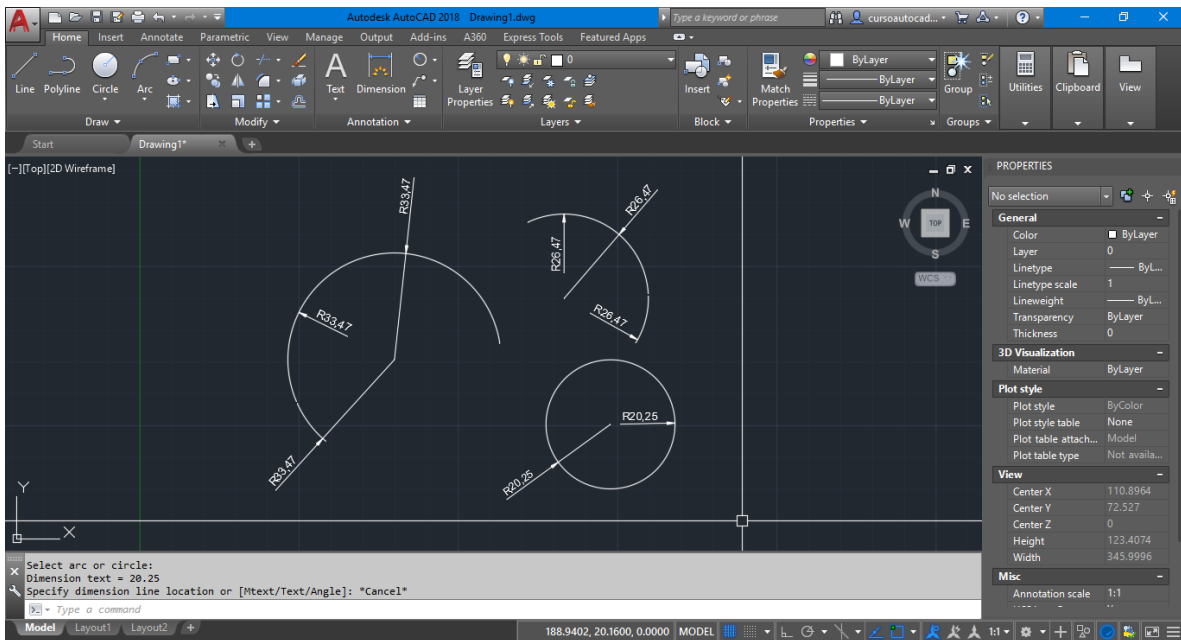 Autodesk AutoCAD 2018 Drawing1.dwg
Type a keyword or phrase
cursoautocad...
Home Insert Annotate Parametric View Manage Output Add-ins A360 Express Tools Featured Apps
Line Polyline Circle Arc
Text Dimension
Layer Properties
0
Insert
Match Properties
ByLayer
ByLayer
ByLayer
Group
Utilities
Clipboard
View
Draw Modify Annotation Layers Block Properties Groups
Start Drawing1* +
[−][Top][2D Wireframe]
R33,47
R33,47
R33,47
R26,47
R26,47
R26,47
R20,25
R20,25
N
W TOP E
S
WCS
Y
X
PROPERTIES
No selection
General
Color ByLayer
Layer 0
Linetype ByL...
Linetype scale 1
Lineweight ByL...
Transparency ByLayer
Thickness 0
3D Visualization
Material ByLayer
Plot style
Plot style ByColor
Plot style table None
Plot table attach... Model
Plot table type Not availa...
View
Center X 110.8964
Center Y 72.527
Center Z 0
Height 123.4074
Width 345.9996
Misc
Annotation scale 1:1
Select arc or circle:
Dimension text = 20.25
Specify dimension line location or [Mtext/Text/Angle]: *Cancel*
Type a command
Model Layout1 Layout2 +
188.9402, 20.1600, 0.0000 MODEL 1:1